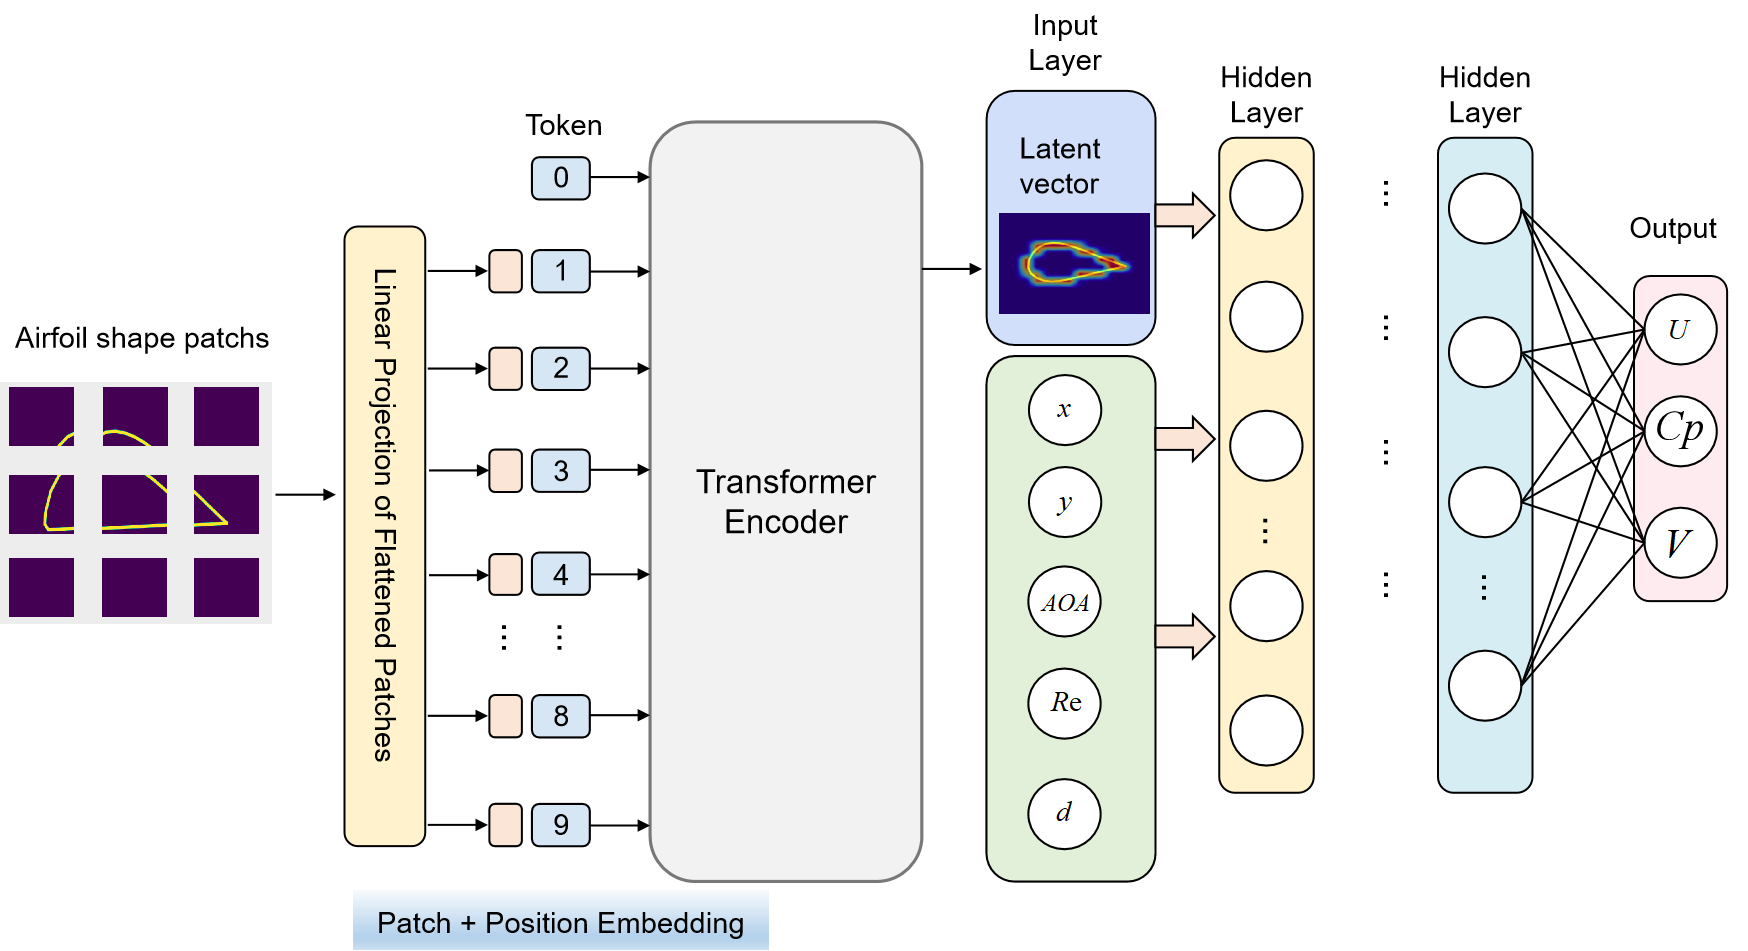 Airfoil shape patchs
Linear Projection of Flattened Patches
Token
0
1
2
3
4
⋮ ⋮
8
9
Patch + Position Embedding
Transformer
Encoder
Input
Layer
Latent
vector
x
y
AOA
Re
d
Hidden
Layer
⋮
⋮
⋮
⋮
⋮
Hidden
Layer
⋮
Output
U
Cp
V